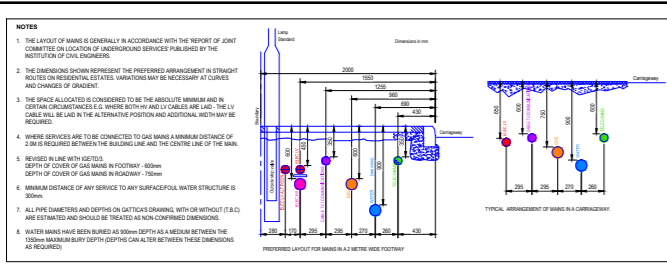 NOTES
1. THE LAYOUT OF MAINS IS GENERALLY IN ACCORDANCE WITH THE 'REPORT OF JOINT
COMMITTEE ON LOCATION OF UNDERGROUND SERVICES' PUBLISHED BY THE
INSTITUTION OF CIVIL ENGINEERS.
2. THE DIMENSIONS SHOWN REPRESENT THE PREFERRED ARRANGEMENT IN STRAIGHT
ROUTES ON RESIDENTIAL ESTATES. VARIATIONS MAY BE NECESSARY AT CURVES
AND CHANGES OF GRADIENT.
3. THE SPACE ALLOCATED IS CONSIDERED TO BE THE ABSOLUTE MINIMUM AND IN
CERTAIN CIRCUMSTANCES E.G. WHERE BOTH HV AND LV CABLES ARE LAID - THE LV
CABLE WILL BE LAID IN THE ALTERNATIVE POSITION AND ADDITIONAL WIDTH MAY BE
REQUIRED.
4. WHERE SERVICES ARE TO BE CONNECTED TO GAS MAINS A MINIMUM DISTANCE OF
2.0M IS REQUIRED BETWEEN THE BUILDING LINE AND THE CENTRE LINE OF THE MAIN.
5. REVISED IN LINE WITH IGE/TD/3.
DEPTH OF COVER OF GAS MAINS IN FOOTWAY - 600mm
DEPTH OF COVER OF GAS MAINS IN ROADWAY - 750mm
6. MINIMUM DISTANCE OF ANY SERVICE TO ANY SURFACE/FOUL WATER STRUCTURE IS
300mm.
7. ALL PIPE DIAMETERS AND DEPTHS ON GATTCA'S DRAWING, WITH OR WITHOUT (T.B.C)
ARE ESTIMATED AND SHOULD BE TREATED AS NON-CONFIRMED DIMENSIONS.
8. WATER MAINS HAVE BURIED AS 900mm DEPTH AS A MEDIUM BETWEEN THE
1350mm MAXIMUM BURY DEPTH (DEPTHS CAN ALTER BETWEEN THESE DIMENSIONS
AS REQUIRED)
Lamp
Standard
Dimensions in mm
2000
1550
1255
960
690
430
Boundary
Carriageway
450
350
350
600
600
900
GAS
WATER
280
170
295
295
270
260
430
PREFERRED LAYOUT FOR MAINS IN A 2 METRE WIDE FOOTWAY
Carriageway
650
600
750
900
600
GAS
WATER
295
295
270
260
TYPICAL ARRANGEMENT OF MAINS IN A CARRIAGEWAY.